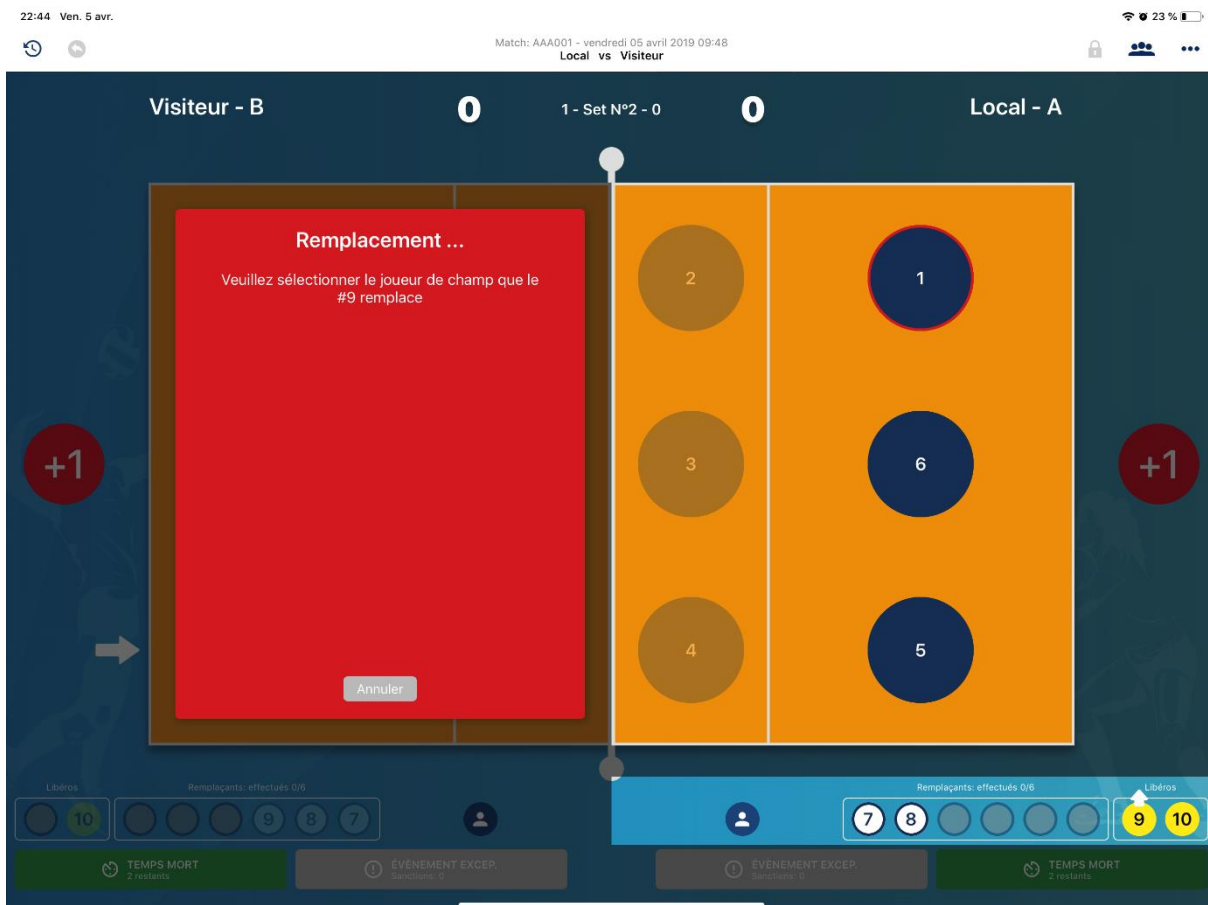 22:44 Ven. 5 avr.
23 %
Match: AAA001 - vendredi 05 avril 2019 09:48
Local vs Visiteur
Visiteur - B
0
1 - Set N°2 - 0
0
Local - A
Remplacement ...
Veuillez sélectionner le joueur de champ que le
#9 remplace
2
1
+1
3
6
+1
4
5
Annuler
Libéros
Remplaçants: effectués 0/6
Remplaçants: effectués 0/6
Libéros
10
9
8
7
7
8
9
10
TEMPS MORT
2 restants
ÉVÈNEMENT EXCEP.
Sanctions: 0
ÉVÈNEMENT EXCEP.
Sanctions: 0
TEMPS MORT
2 restants